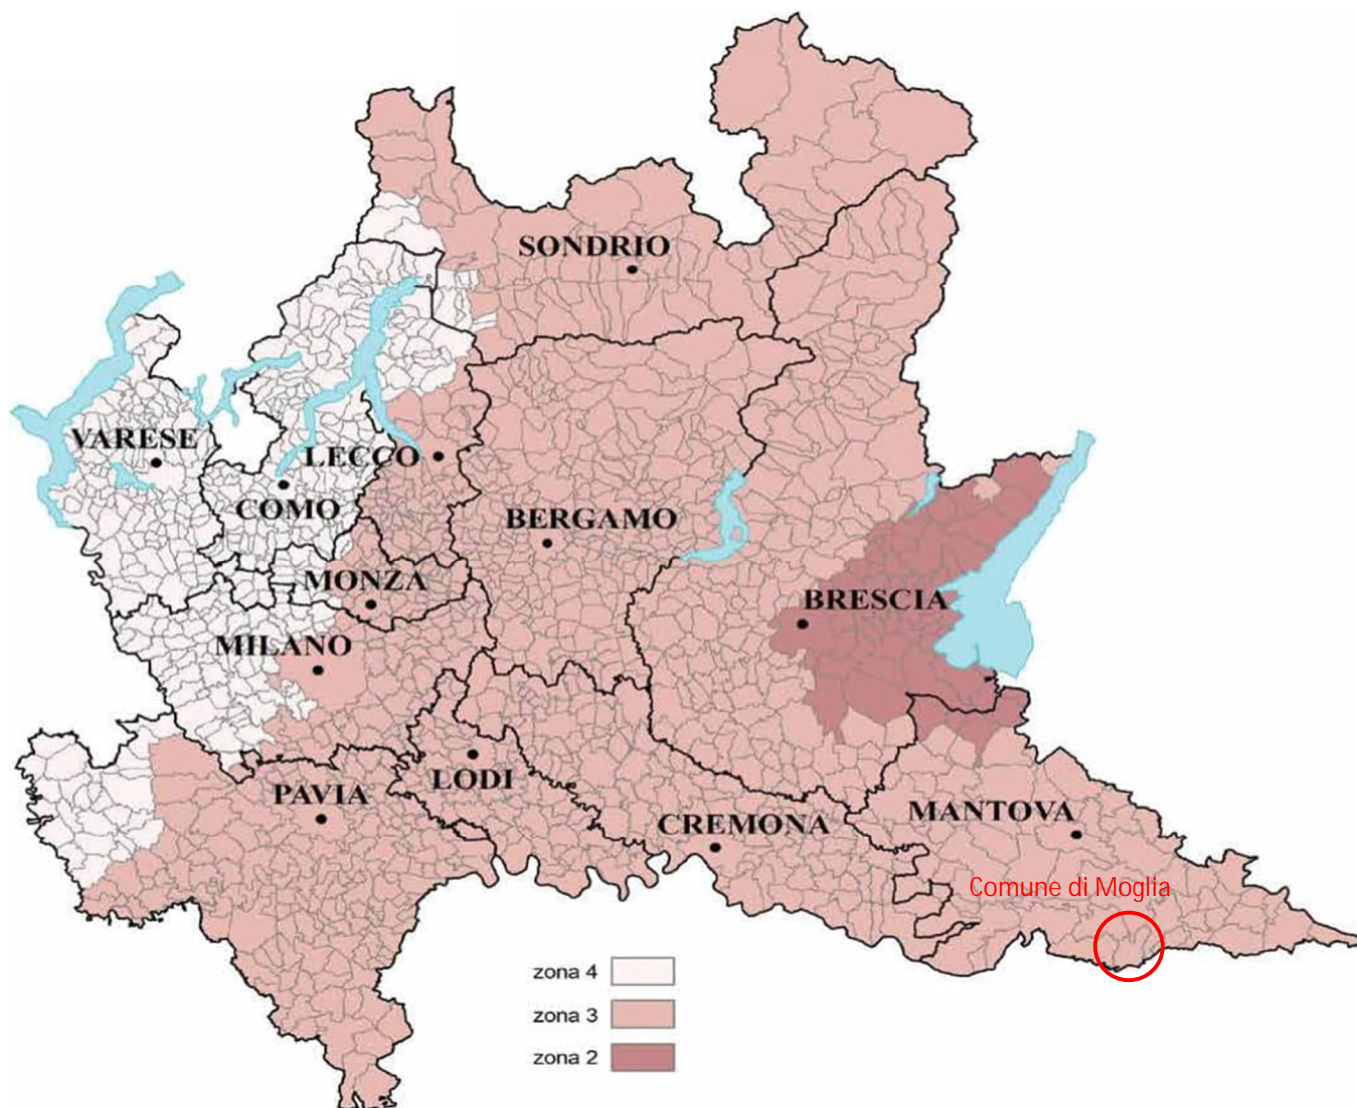 SONDRIO
VARESE
LECCO
COMO
BERGAMO
MONZA
BRESCIA
MILANO
LODI
PAVIA
MANTOVA
CREMONA
Comune di Moglia
zona 4
zona 3
zona 2